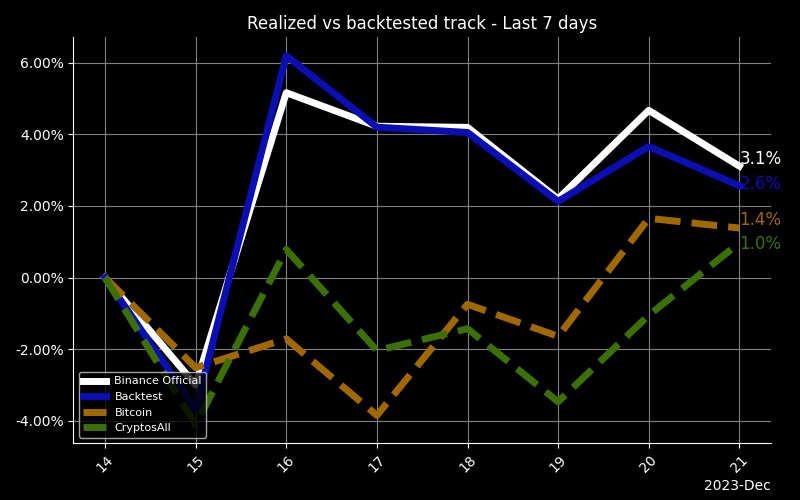 Realized vs backtested track - Last 7 days
6.00%
4.00%
2.00%
0.00%
-2.00%
-4.00%
3.1%
2.6%
1.4%
1.0%
Binance Official
Backtest
Bitcoin
CryptosAll
14 15 16 17 18 19 20 21
2023-Dec